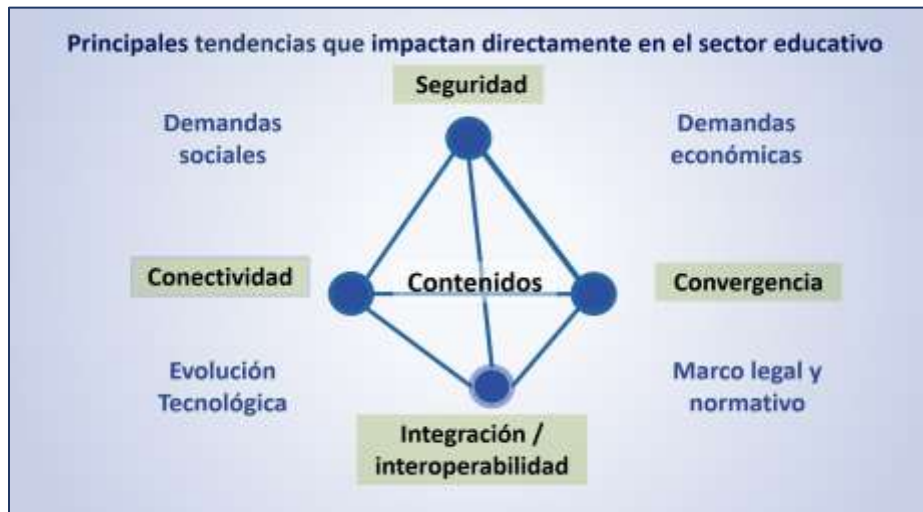 Principales tendencias que impactan directamente en el sector educativo
Seguridad
Demandas
sociales
Demandas
económicas
Conectividad
Contenidos
Convergencia
Evolución
Tecnológica
Marco legal y
normativo
Integración /
interoperabilidad